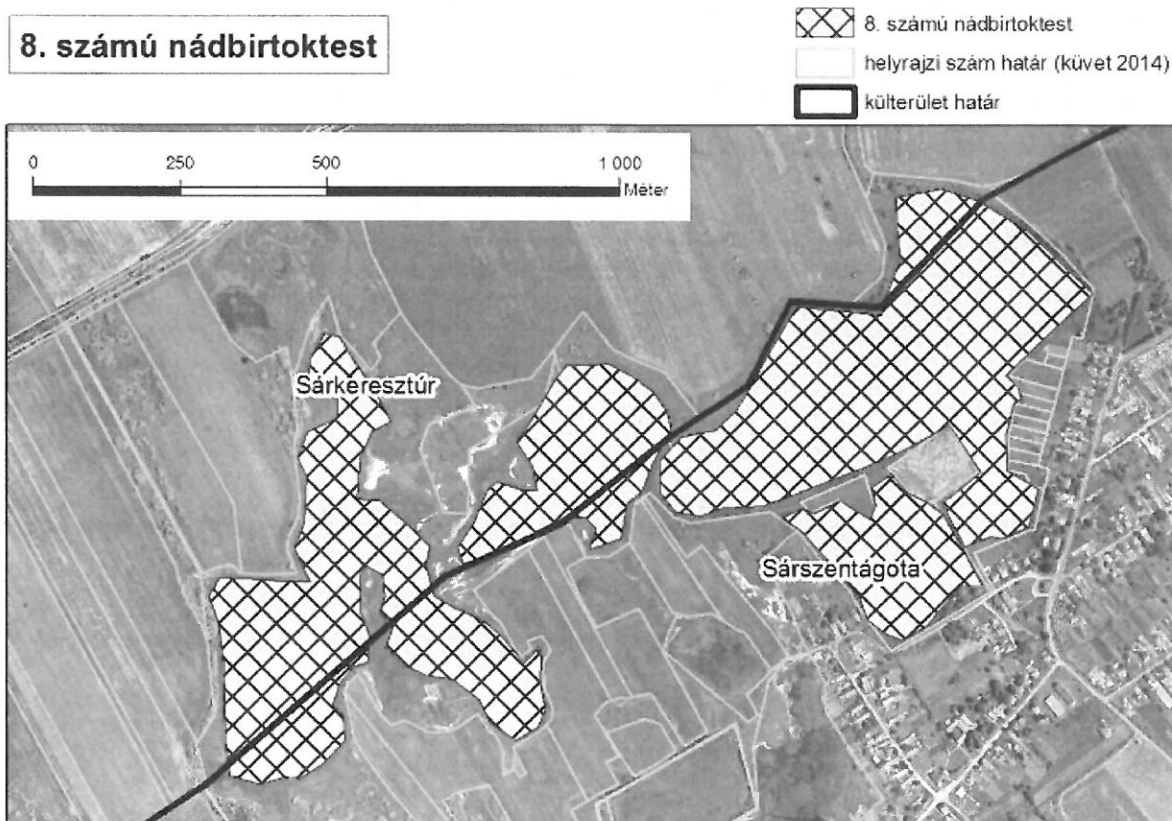 8. számú nádbirtoktest
8. számú nádbirtoktest
helyrajzi szám határ (küvet 2014)
külterület határ
0 250 500 1 000
Méter
Sárkeresztúr
Sárszentágota